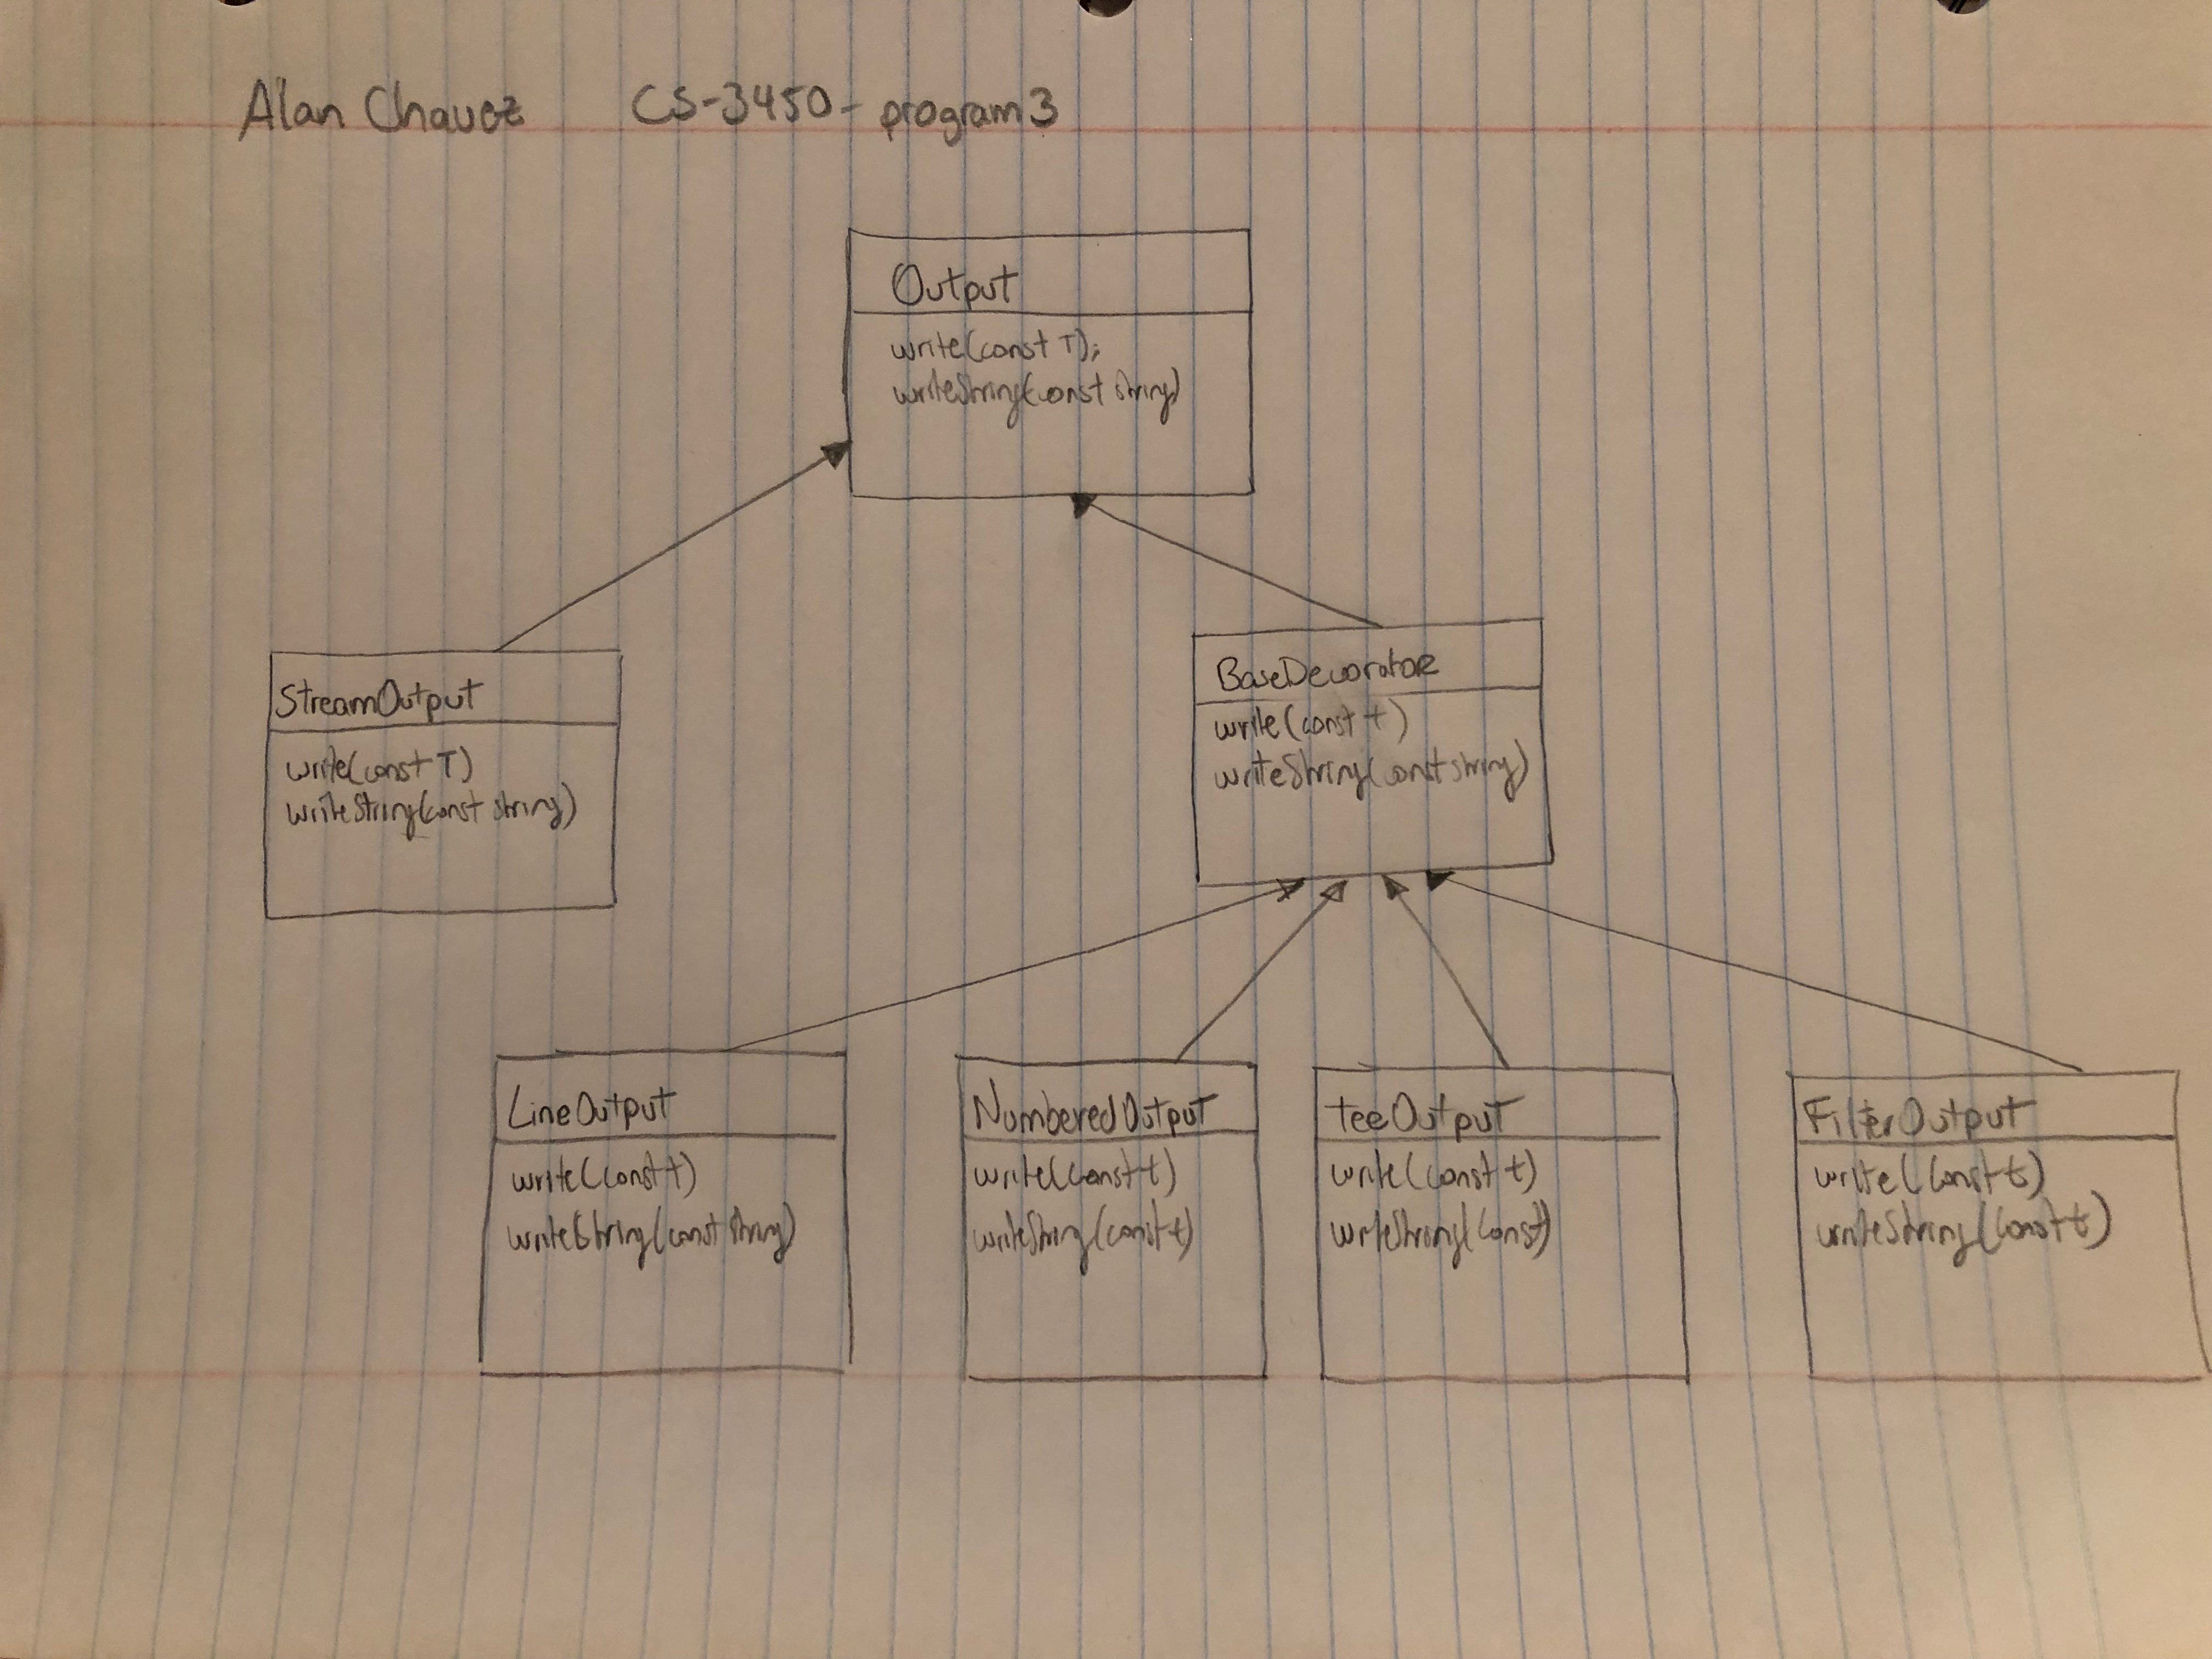 Alan Chavez CS-3450- program3
Output
write(const T);
writeString(const string)
StreamOutput
write(const T)
writeString(const string)
BaseDecorator
write(const t)
writeString(const string)
LineOutput
write(const t)
writeString(const string)
NumberedOutput
write(const t)
writeString(const t)
teeOutput
write(const t)
writeString(const)
FilterOutput
write(const t)
writeString(const t)